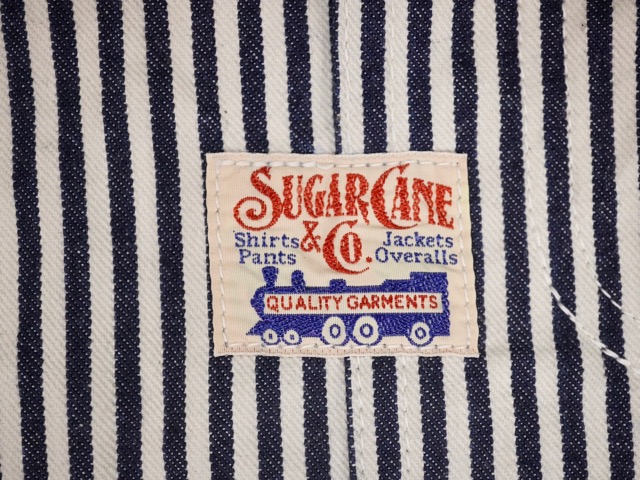 SUGAR CANE
& Co.
Shirts Jackets
Pants Overalls
QUALITY GARMENTS